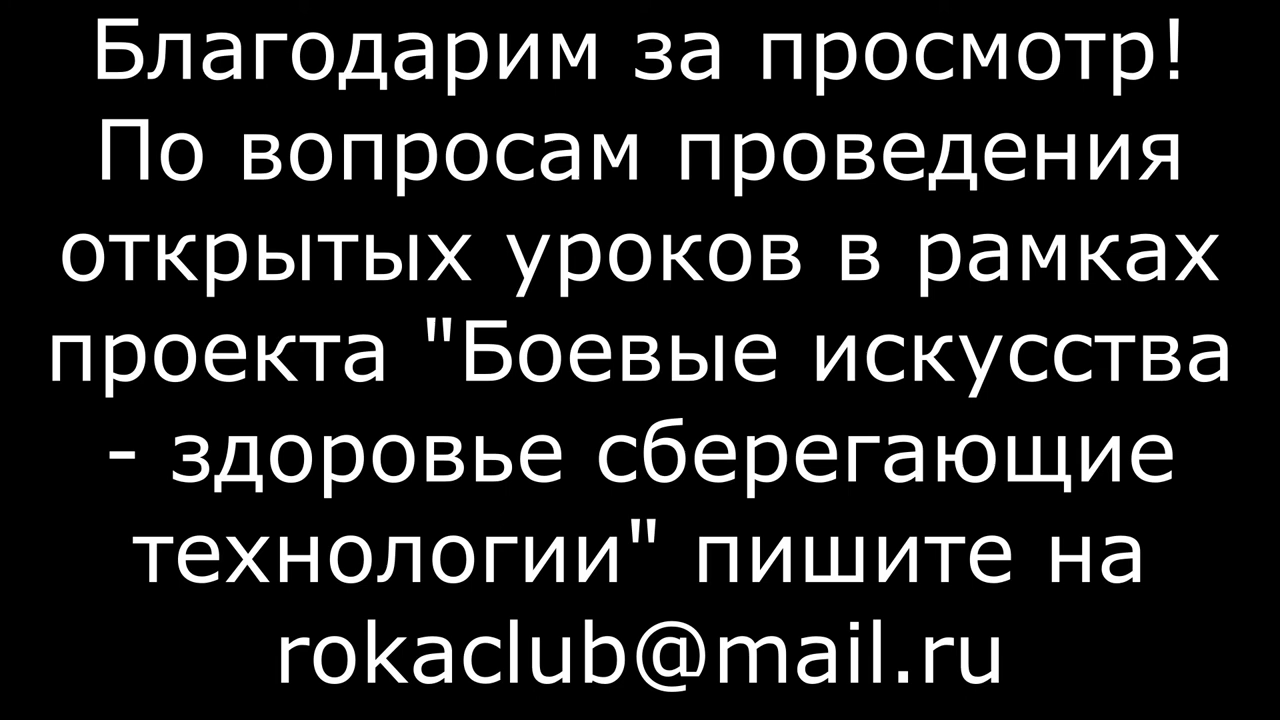 Благодарим за просмотр!
По вопросам проведения
открытых уроков в рамках
проекта "Боевые искусства
- здоровье сберегающие
технологии" пишите на
rokaclub@mail.ru